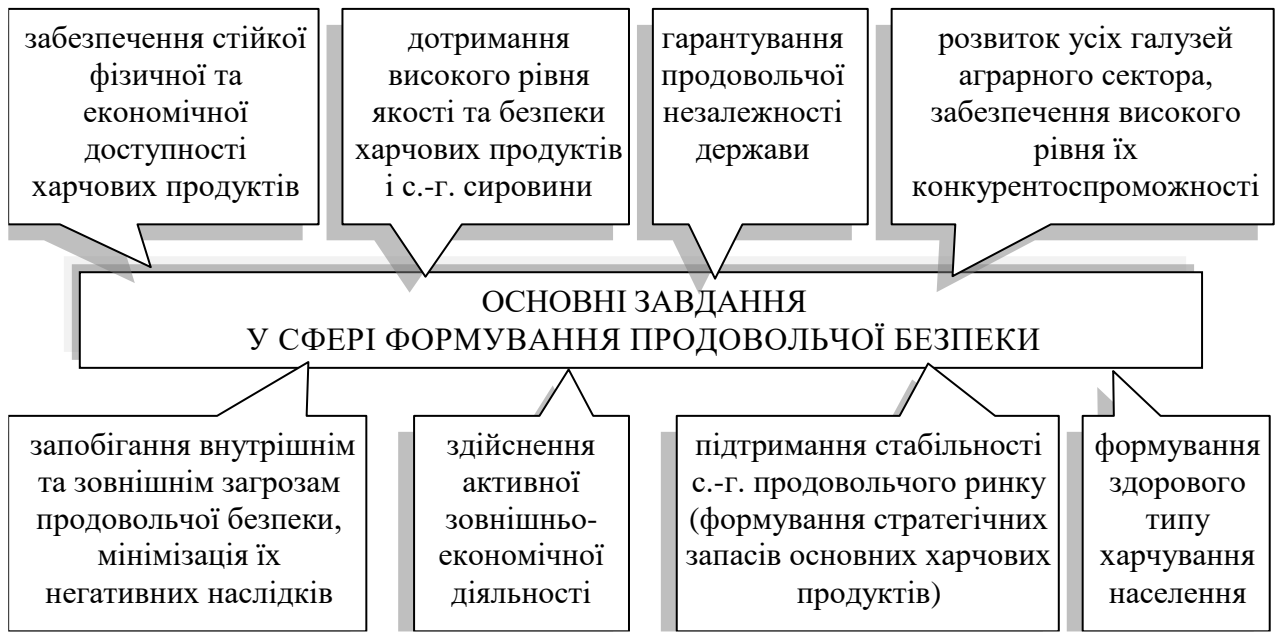 забезпечення стійкої
фізичної та
економічної
доступності
харчових продуктів
дотримання
високого рівня
якості та безпеки
харчових продуктів
і с.-г. сировини
гарантування
продовольчої
незалежності
держави
розвиток усіх галузей
аграрного сектора,
забезпечення високого
рівня їх
конкурентоспроможності
ОСНОВНІ ЗАВДАННЯ
У СФЕРІ ФОРМУВАННЯ ПРОДОВОЛЬЧОЇ БЕЗПЕКИ
запобігання внутрішнім
та зовнішнім загрозам
продовольчої безпеки,
мінімізація їх
негативних наслідків
здійснення
активної
зовнішньо-
економічної
діяльності
підтримання стабільності
с.-г. продовольчого ринку
(формування стратегічних
запасів основних харчових
продуктів)
формування
здорового
типу
харчування
населення